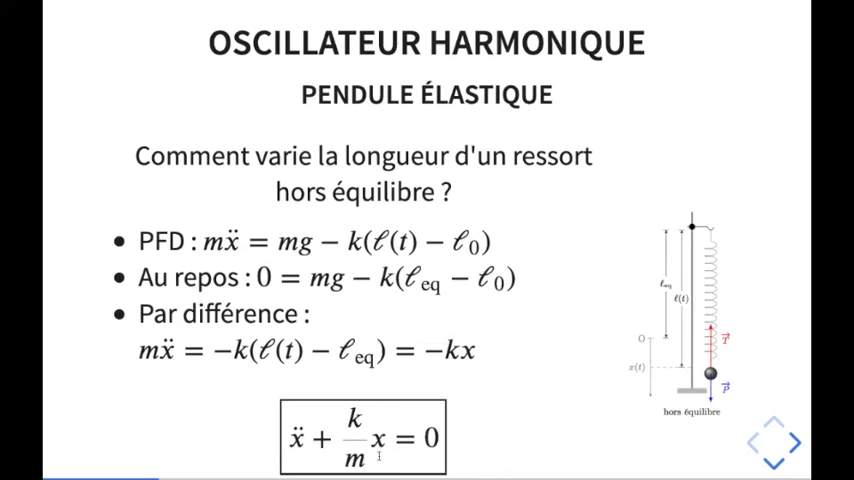 OSCILLATEUR HARMONIQUE
PENDULE ÉLASTIQUE
Comment varie la longueur d'un ressort
hors équilibre ?
• PFD : mẍ = mg − k(ℓ(t) − ℓ₀)
• Au repos : 0 = mg − k(ℓeq − ℓ₀)
• Par différence :
mẍ = −k(ℓ(t) − ℓeq) = −kx
ẍ + k/m x = 0
ℓeq
ℓ(t)
O
T⃗
x(t)
P⃗
hors équilibre